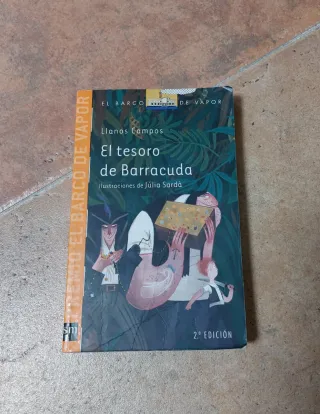 EL BARCO DE VAPOR
Llanos Campos
El tesoro
de Barracuda
Ilustraciones de Júlia Sardà
PREMIO EL BARCO DE VAPOR
sm
2.ª EDICIÓN